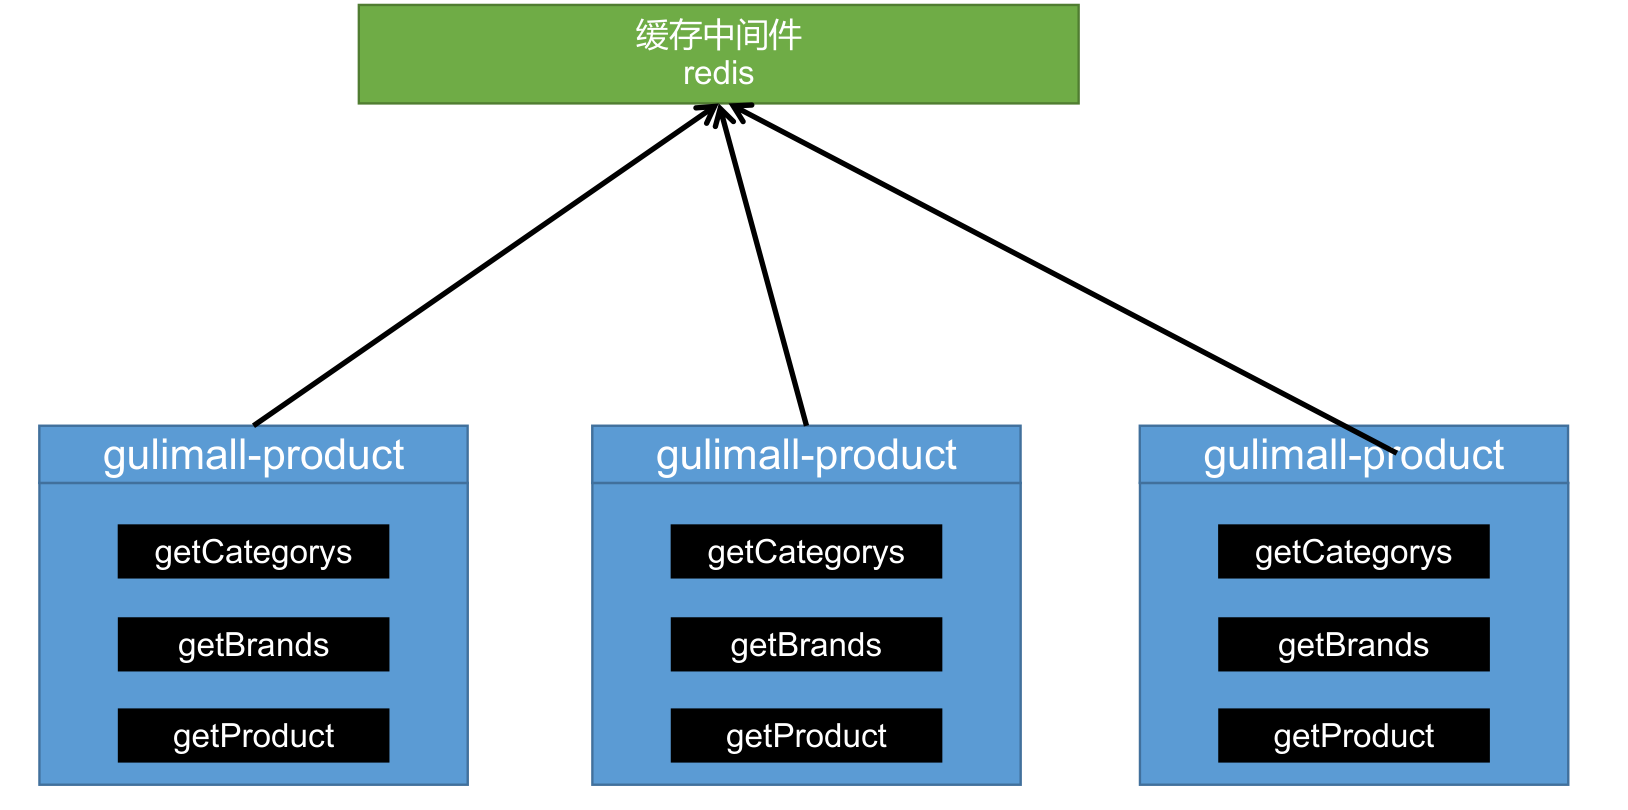 缓存中间件
redis
gulimall-product
getCategorys
getBrands
getProduct
gulimall-product
getCategorys
getBrands
getProduct
gulimall-product
getCategorys
getBrands
getProduct